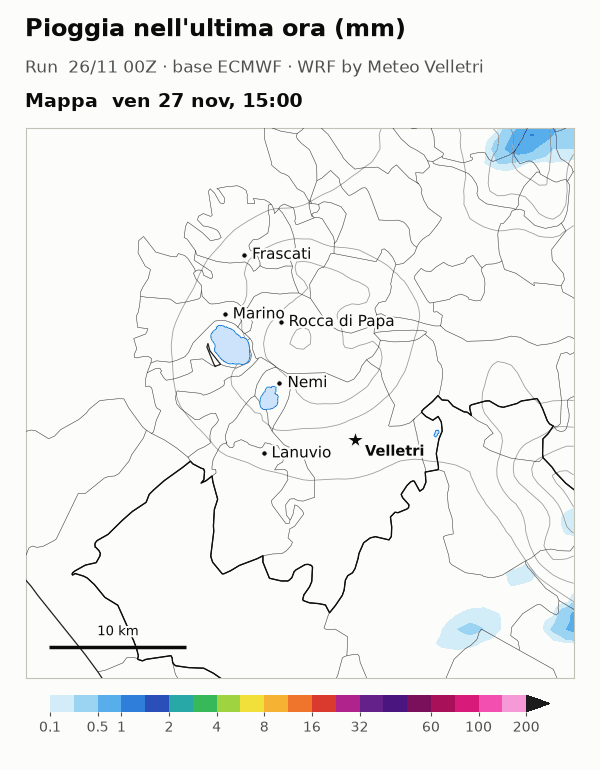 Pioggia nell'ultima ora (mm)
Run  26/11 00Z · base ECMWF · WRF by Meteo Velletri
Mappa  ven 27 nov, 15:00
Frascati
Marino
Rocca di Papa
Nemi
Velletri
Lanuvio
10 km
0.1 0.5 1 2 4 8 16 32 60 100 200